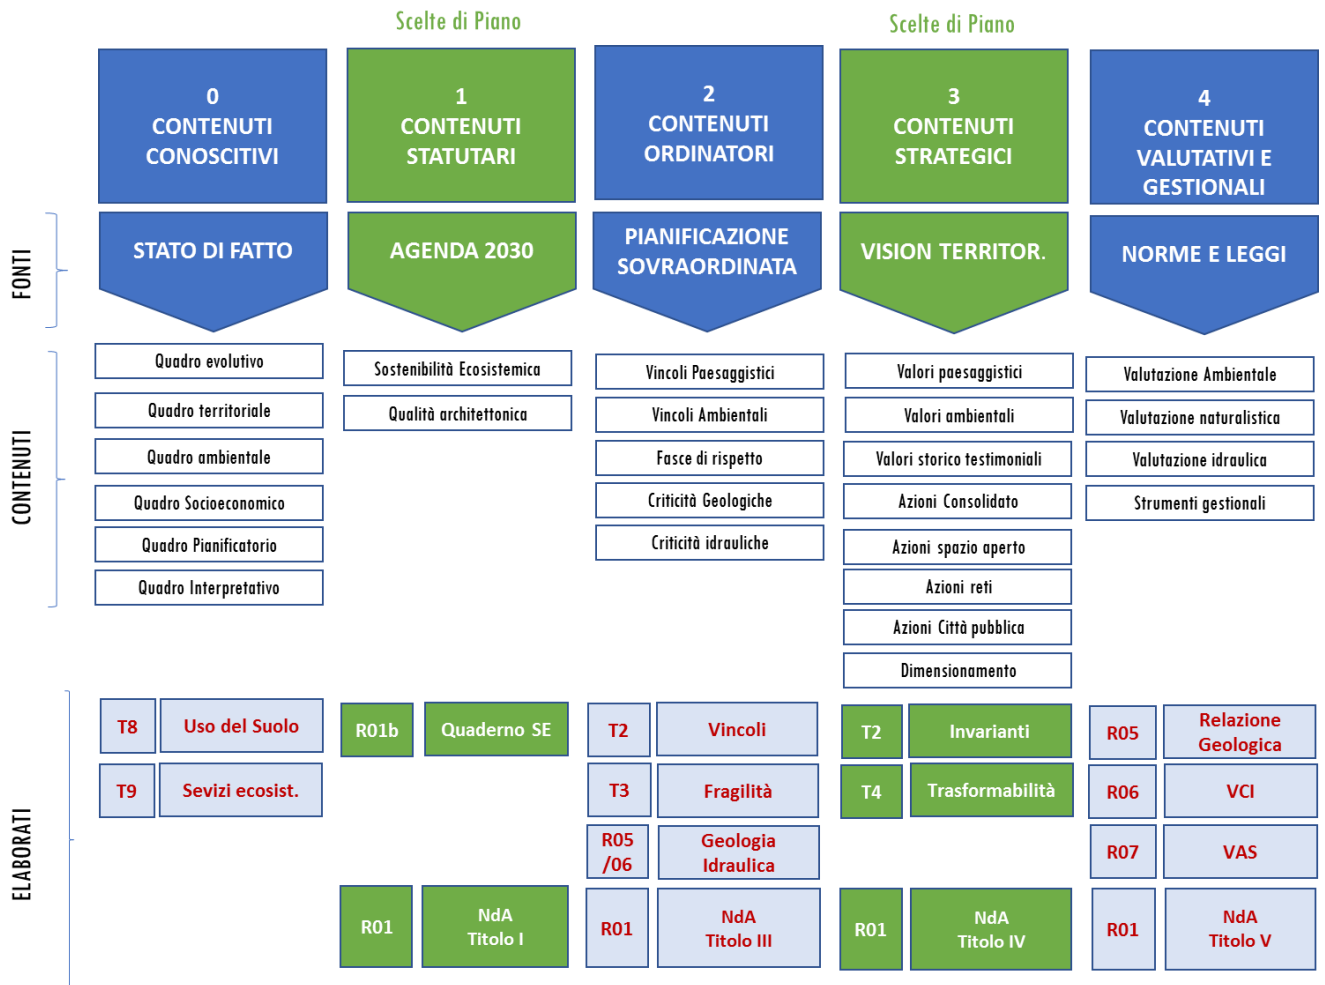 Scelte di Piano
Scelte di Piano
0
CONTENUTI
CONOSCITIVI
1
CONTENUTI
STATUTARI
2
CONTENUTI
ORDINATORI
3
CONTENUTI
STRATEGICI
4
CONTENUTI
VALUTATIVI E
GESTIONALI
FONTI
STATO DI FATTO
AGENDA 2030
PIANIFICAZIONE
SOVRAORDINATA
VISION TERRITOR.
NORME E LEGGI
CONTENUTI
Quadro evolutivo
Quadro territoriale
Quadro ambientale
Quadro Socioeconomico
Quadro Pianificatorio
Quadro Interpretativo
Sostenibilità Ecosistemica
Qualità architettonica
Vincoli Paesaggistici
Vincoli Ambientali
Fasce di rispetto
Criticità Geologiche
Criticità idrauliche
Valori paesaggistici
Valori ambientali
Valori storico testimoniali
Azioni Consolidato
Azioni spazio aperto
Azioni reti
Azioni Città pubblica
Dimensionamento
Valutazione Ambientale
Valutazione naturalistica
Valutazione idraulica
Strumenti gestionali
ELABORATI
T8
Uso del Suolo
T9
Sevizi ecosist.
R01b
Quaderno SE
R01
NdA
Titolo I
T2
Vincoli
T3
Fragilità
R05
/06
Geologia
Idraulica
R01
NdA
Titolo III
T2
Invarianti
T4
Trasformabilità
R01
NdA
Titolo IV
R05
Relazione
Geologica
R06
VCI
R07
VAS
R01
NdA
Titolo V